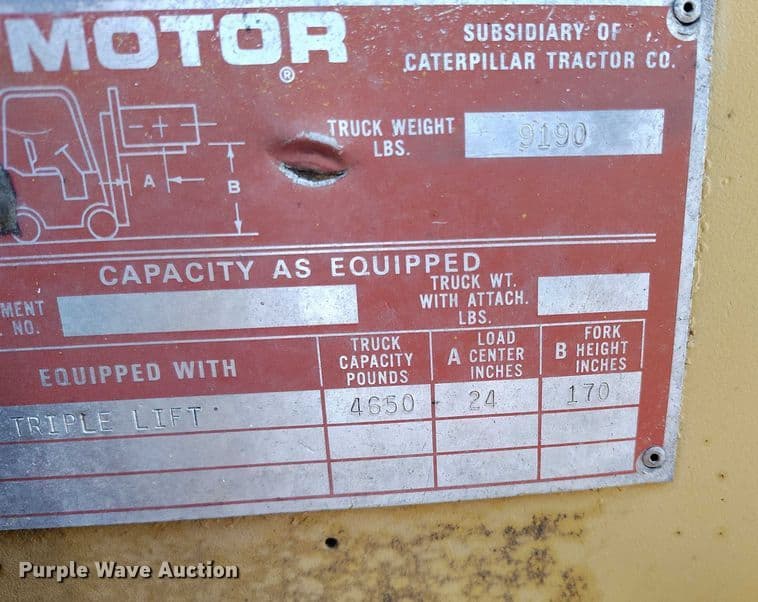 MOTOR®
SUBSIDIARY OF
CATERPILLAR TRACTOR CO.
TRUCK WEIGHT
LBS.
9190
A
B
CAPACITY AS EQUIPPED
MENT
NO.
TRUCK WT.
WITH ATTACH.
LBS.
EQUIPPED WITH
TRUCK
CAPACITY
POUNDS
A LOAD
CENTER
INCHES
B FORK
HEIGHT
INCHES
TRIPLE LIFT 4650 24 170
Purple Wave Auction